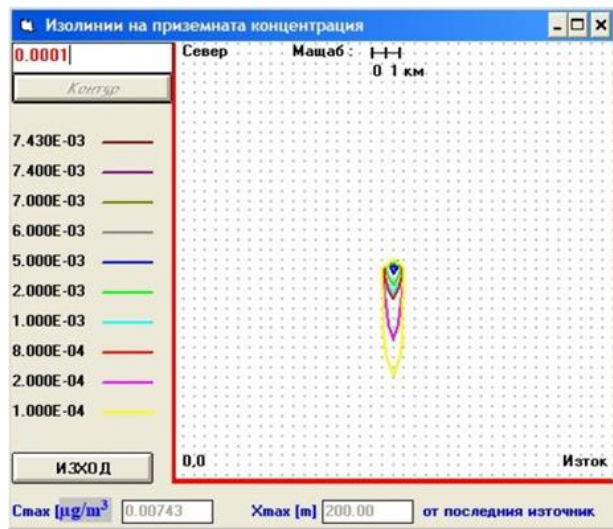 Изолинии на приземната концентрация
0.0001
Контур
Север
Мащаб :
0 1 км
7.430E-03
7.400E-03
7.000E-03
6.000E-03
5.000E-03
2.000E-03
1.000E-03
8.000E-04
2.000E-04
1.000E-04
ИЗХОД
0,0
Изток
Cmax [µg/m³ 0.00743 Xmax [m] 200.00 от последния източник